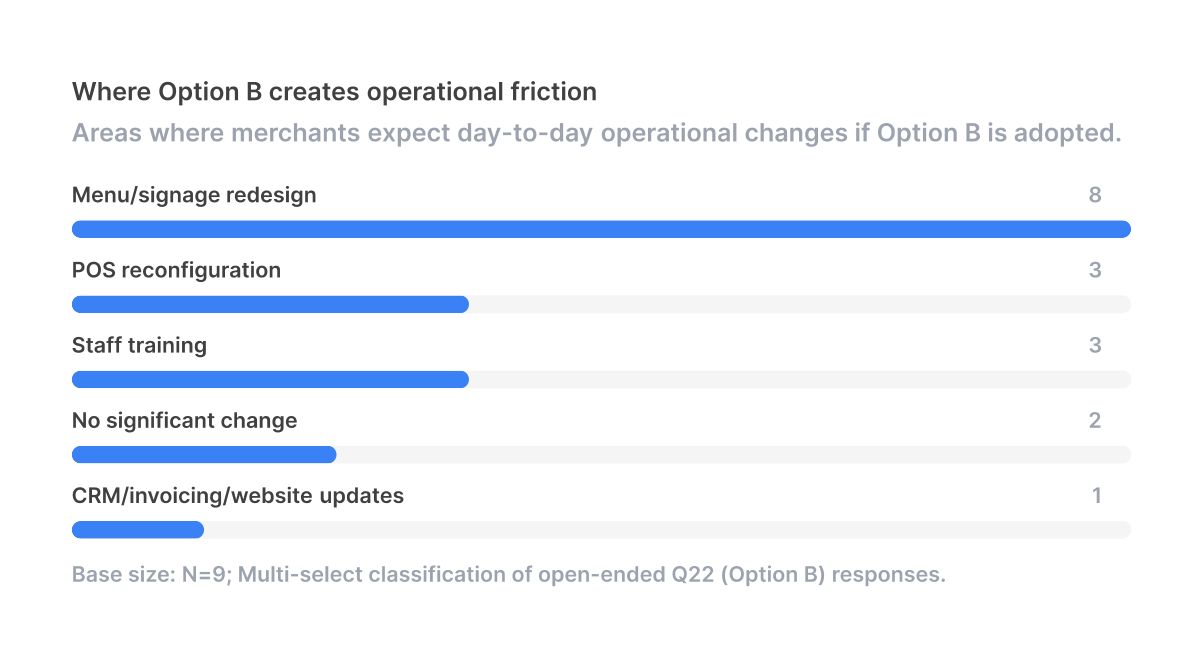 Where Option B creates operational friction
Areas where merchants expect day-to-day operational changes if Option B is adopted.
Menu/signage redesign 8
POS reconfiguration 3
Staff training 3
No significant change 2
CRM/invoicing/website updates 1
Base size: N=9; Multi-select classification of open-ended Q22 (Option B) responses.